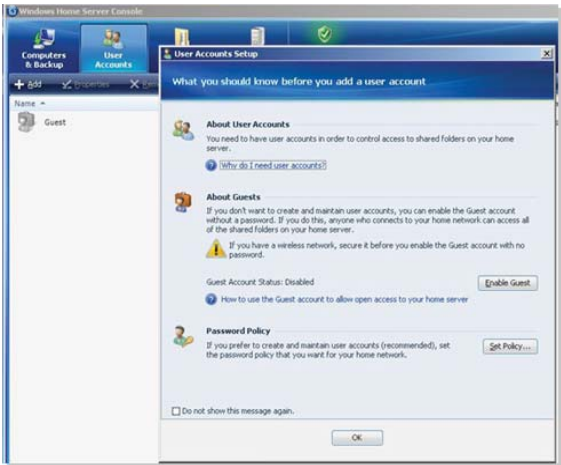 Windows Home Server Console
Computers & Backup
User Accounts
Add
Properties
Name
Guest
User Accounts Setup
What you should know before you add a user account
About User Accounts
You need to have user accounts in order to control access to shared folders on your home
server.
Why do I need user accounts?
About Guests
If you don't want to create and maintain user accounts, you can enable the Guest account
without a password. If you do this, anyone who connects to your home network can access all
of the shared folders on your home server.
If you have a wireless network, secure it before you enable the Guest account with no
password.
Guest Account Status: Disabled
Enable Guest
How to use the Guest account to allow open access to your home server
Password Policy
If you prefer to create and maintain user accounts (recommended), set
the password policy that you want for your home network.
Set Policy...
Do not show this message again.
OK